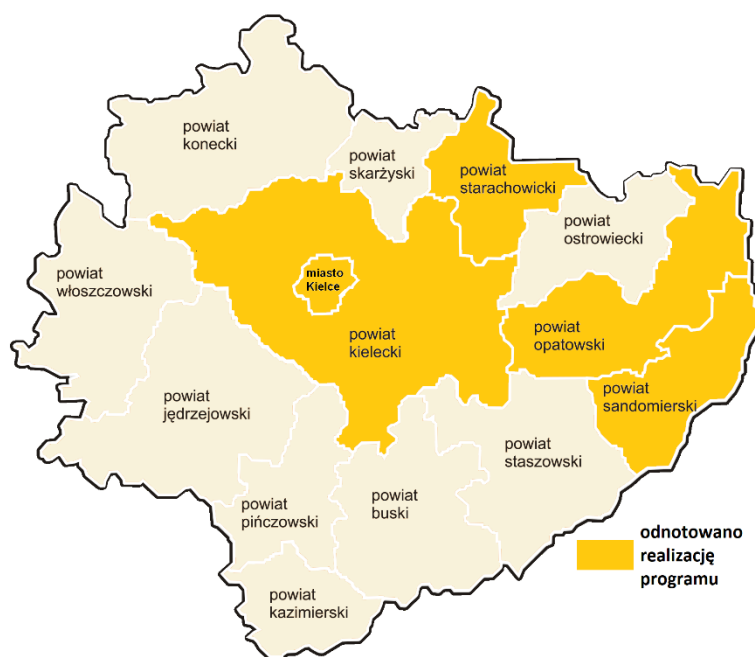 powiat
konecki
powiat
skarżyski
powiat
starachowicki
powiat
ostrowiecki
powiat
włoszczowski
miasto
Kielce
powiat
kielecki
powiat
opatowski
powiat
sandomierski
powiat
jędrzejowski
powiat
staszowski
powiat
pińczowski
powiat
buski
powiat
kazimierski
odnotowano
realizację
programu